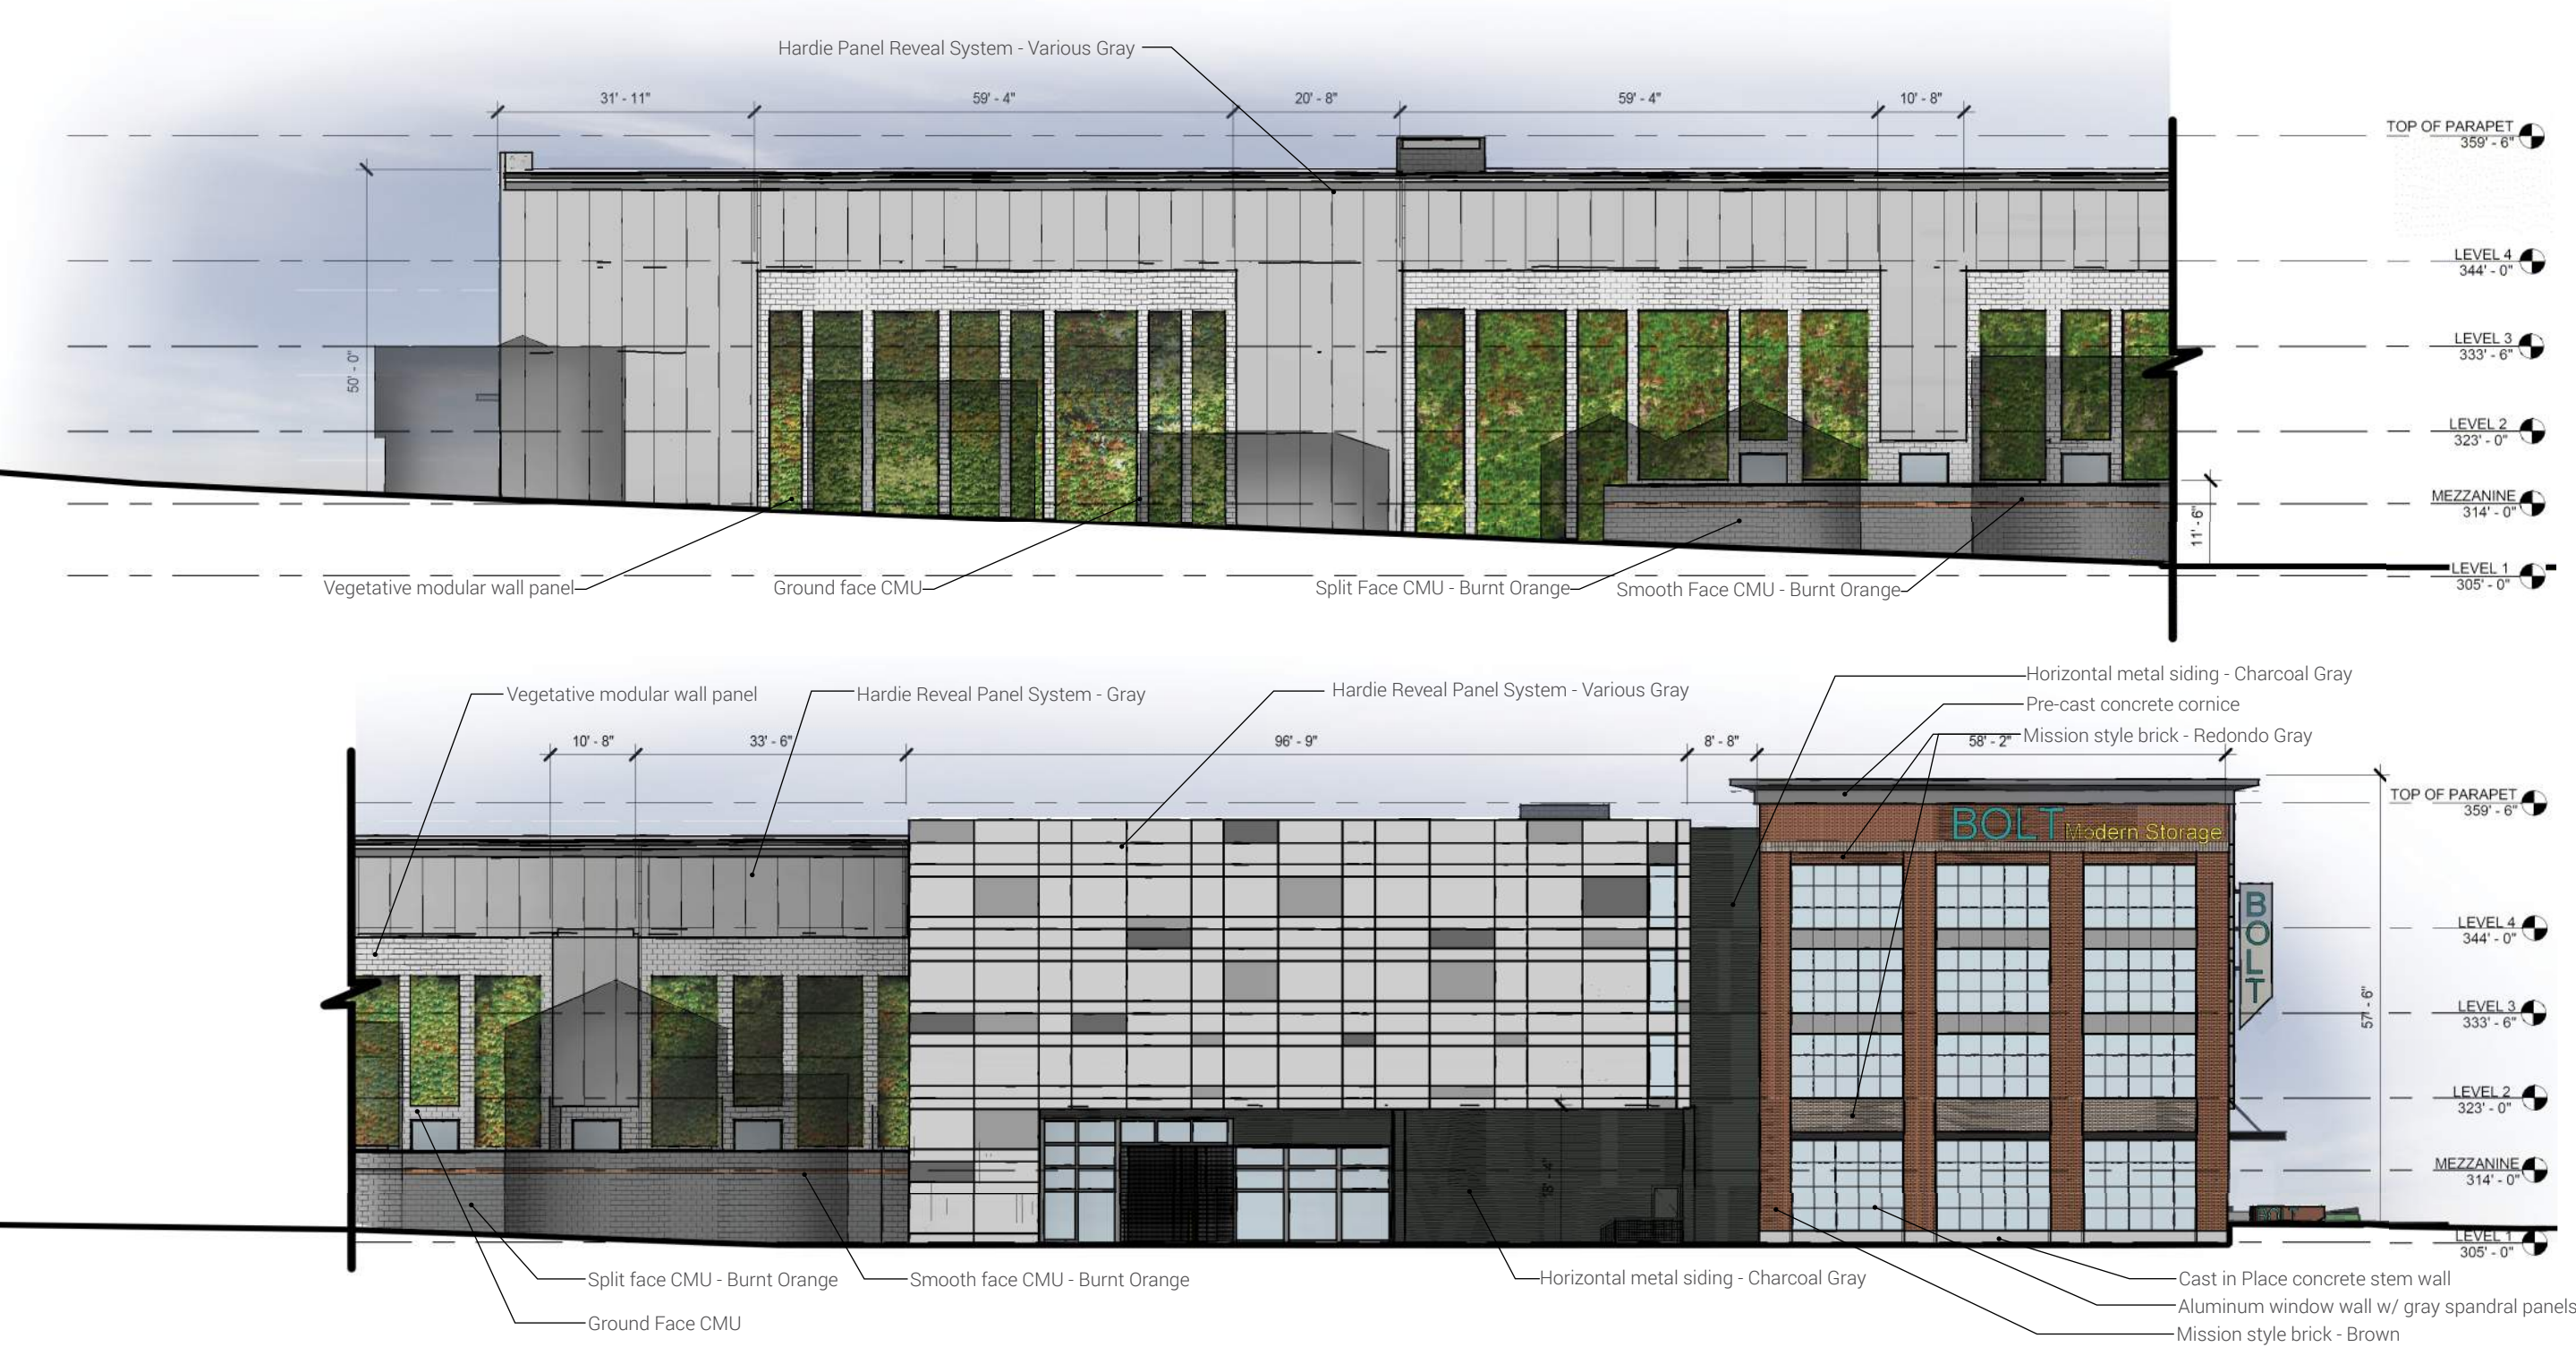 Hardie Panel Reveal System - Various Gray
31' - 11"
59' - 4"
20' - 8"
59' - 4"
10' - 8"
TOP OF PARAPET
359' - 6"
LEVEL 4
344' - 0"
LEVEL 3
333' - 6"
50' - 0"
LEVEL 2
323' - 0"
MEZZANINE
314' - 0"
11' - 6"
LEVEL 1
305' - 0"
Vegetative modular wall panel
Ground face CMU
Split Face CMU - Burnt Orange
Smooth Face CMU - Burnt Orange
Vegetative modular wall panel
Hardie Reveal Panel System - Gray
Hardie Reveal Panel System - Various Gray
Horizontal metal siding - Charcoal Gray
Pre-cast concrete cornice
Mission style brick - Redondo Gray
10' - 8"
33' - 6"
96' - 9"
8' - 8"
58' - 2"
TOP OF PARAPET
359' - 6"
BOLT Modern Storage
BOLT
LEVEL 4
344' - 0"
LEVEL 3
333' - 6"
57' - 6"
LEVEL 2
323' - 0"
MEZZANINE
314' - 0"
18' - 4"
LEVEL 1
305' - 0"
Split face CMU - Burnt Orange
Smooth face CMU - Burnt Orange
Horizontal metal siding - Charcoal Gray
Cast in Place concrete stem wall
Aluminum window wall w/ gray spandral panels
Ground Face CMU
Mission style brick - Brown